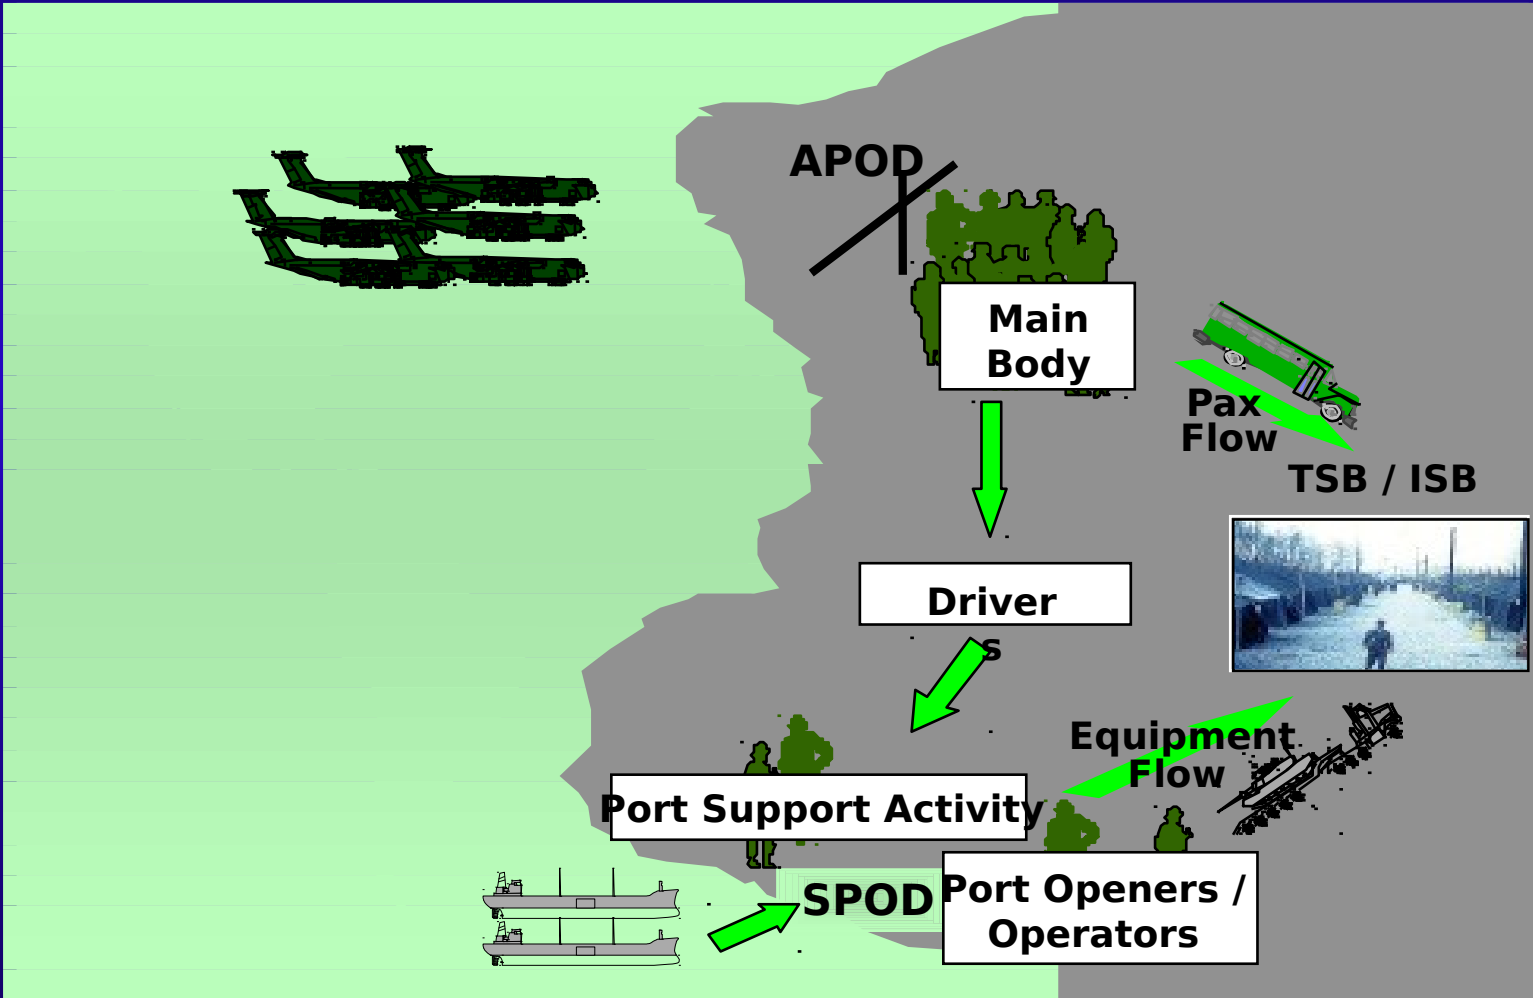 APOD
Main
Body
Pax
Flow
TSB / ISB
Driver
s
Equipment
Flow
Port Support Activity
SPOD
Port Openers /
Operators